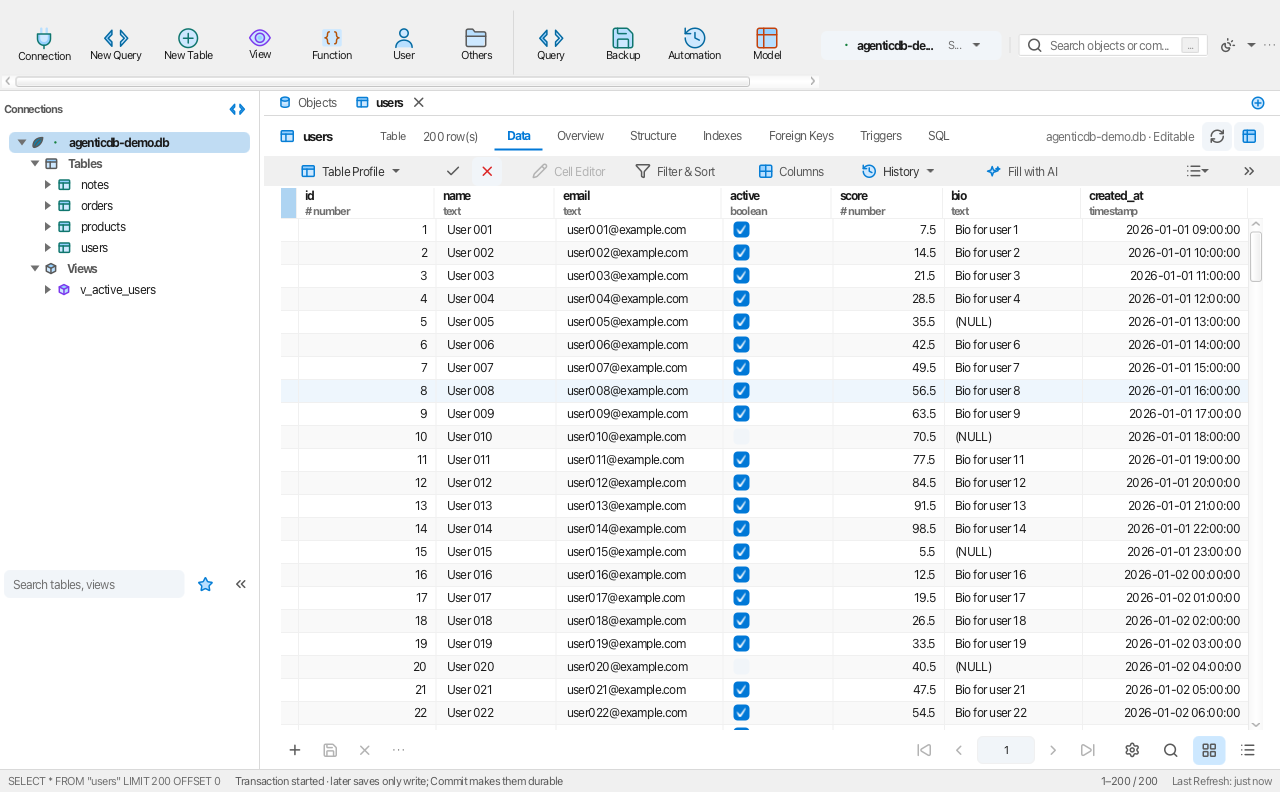 Connection New Query New Table View Function User Others Query Backup Automation Model
agenticdb-de... S... Search objects or com... ...
Connections
agenticdb-demo.db
Tables
notes
orders
products
users
Views
v_active_users
Search tables, views
Objects users
users Table 200 row(s) Data Overview Structure Indexes Foreign Keys Triggers SQL agenticdb-demo.db · Editable
Table Profile Cell Editor Filter & Sort Columns History Fill with AI
id name email active score bio created_at
# number text text boolean # number text timestamp
1 User 001 user001@example.com 7.5 Bio for user 1 2026-01-01 09:00:00
2 User 002 user002@example.com 14.5 Bio for user 2 2026-01-01 10:00:00
3 User 003 user003@example.com 21.5 Bio for user 3 2026-01-01 11:00:00
4 User 004 user004@example.com 28.5 Bio for user 4 2026-01-01 12:00:00
5 User 005 user005@example.com 35.5 (NULL) 2026-01-01 13:00:00
6 User 006 user006@example.com 42.5 Bio for user 6 2026-01-01 14:00:00
7 User 007 user007@example.com 49.5 Bio for user 7 2026-01-01 15:00:00
8 User 008 user008@example.com 56.5 Bio for user 8 2026-01-01 16:00:00
9 User 009 user009@example.com 63.5 Bio for user 9 2026-01-01 17:00:00
10 User 010 user010@example.com 70.5 (NULL) 2026-01-01 18:00:00
11 User 011 user011@example.com 77.5 Bio for user 11 2026-01-01 19:00:00
12 User 012 user012@example.com 84.5 Bio for user 12 2026-01-01 20:00:00
13 User 013 user013@example.com 91.5 Bio for user 13 2026-01-01 21:00:00
14 User 014 user014@example.com 98.5 Bio for user 14 2026-01-01 22:00:00
15 User 015 user015@example.com 5.5 (NULL) 2026-01-01 23:00:00
16 User 016 user016@example.com 12.5 Bio for user 16 2026-01-02 00:00:00
17 User 017 user017@example.com 19.5 Bio for user 17 2026-01-02 01:00:00
18 User 018 user018@example.com 26.5 Bio for user 18 2026-01-02 02:00:00
19 User 019 user019@example.com 33.5 Bio for user 19 2026-01-02 03:00:00
20 User 020 user020@example.com 40.5 (NULL) 2026-01-02 04:00:00
21 User 021 user021@example.com 47.5 Bio for user 21 2026-01-02 05:00:00
22 User 022 user022@example.com 54.5 Bio for user 22 2026-01-02 06:00:00
1
SELECT * FROM "users" LIMIT 200 OFFSET 0 Transaction started · later saves only write; Commit makes them durable 1–200 / 200 Last Refresh: just now